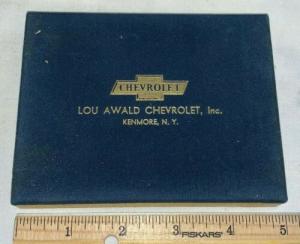 CHEVROLET
LOU AWALD CHEVROLET, Inc.
KENMORE, N. Y.
1 2 3 FISKARS 4 5